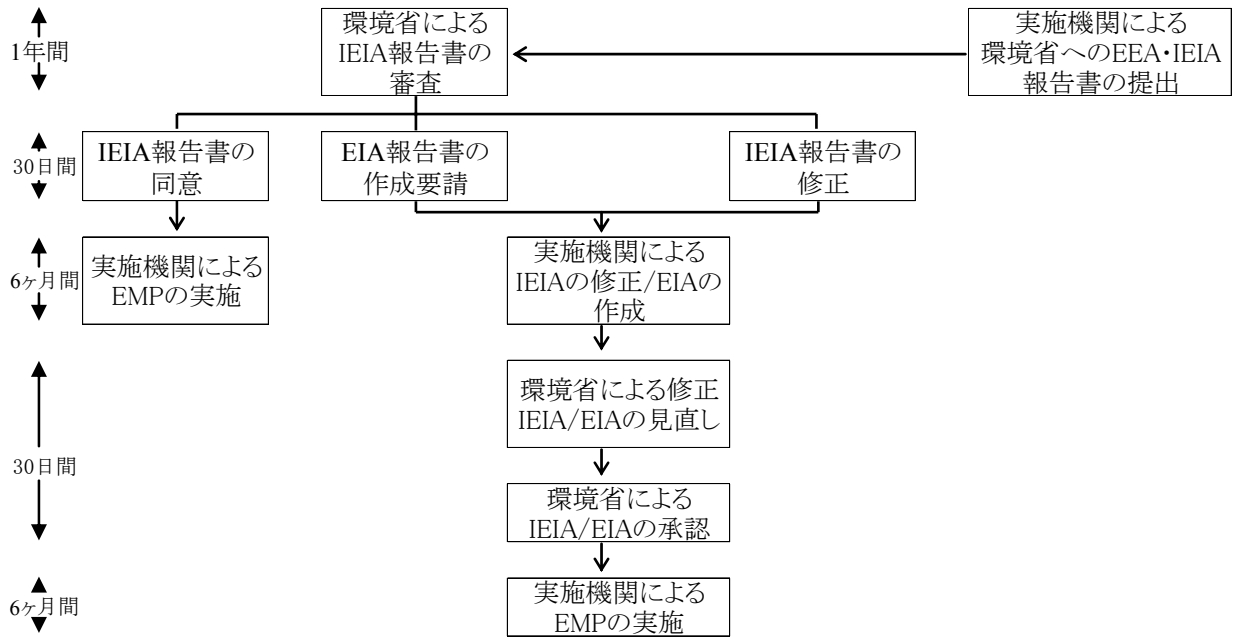 1年間
環境省による
IEIA報告書の
審査
実施機関による
環境省へのEEA・IEIA
報告書の提出
30日間
IEIA報告書の
同意
EIA報告書の
作成要請
IEIA報告書の
修正
6ヶ月間
実施機関による
EMPの実施
実施機関による
IEIAの修正/EIAの
作成
30日間
環境省による修正
IEIA/EIAの見直し
環境省による
IEIA/EIAの承認
6ヶ月間
実施機関による
EMPの実施